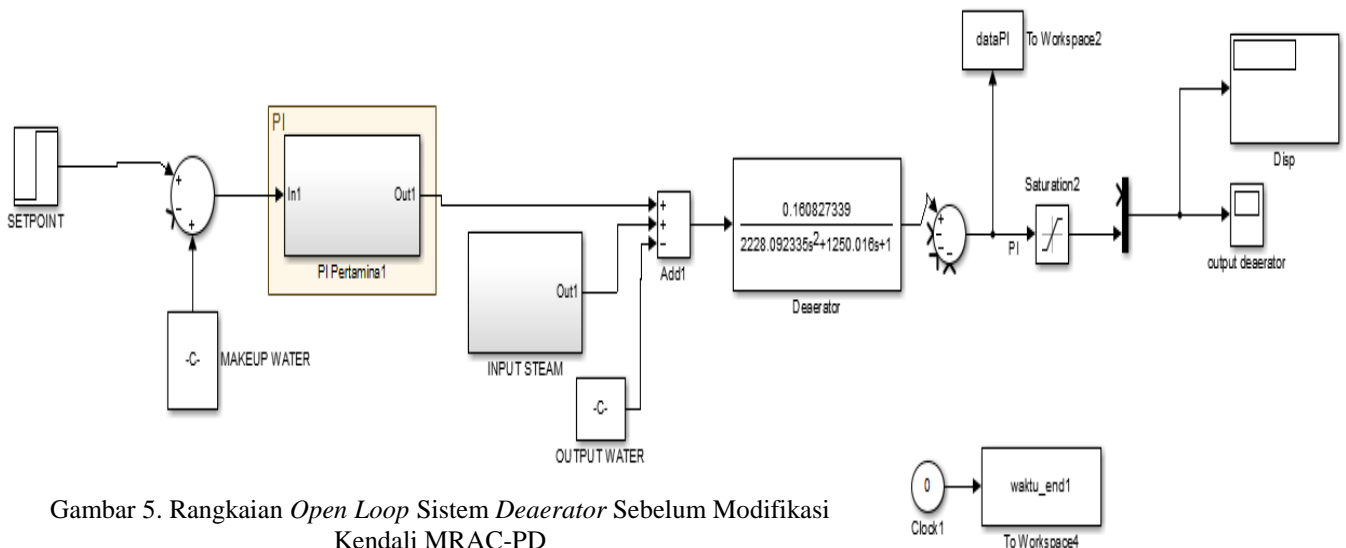 dataPI
To Workspace2
PI
In1
Out1
PI Pertamina1
SETPOINT
-C-
MAKEUP WATER
Out1
INPUT STEAM
-C-
OUTPUT WATER
Add1
0.160827339
2228.092335s²+1250.016s+1
Deaerator
PI
Saturation2
Disp
output deaerator
0
Clock1
waktu_end1
To Workspace4
Gambar 5. Rangkaian Open Loop Sistem Deaerator Sebelum Modifikasi
Kendali MRAC-PD